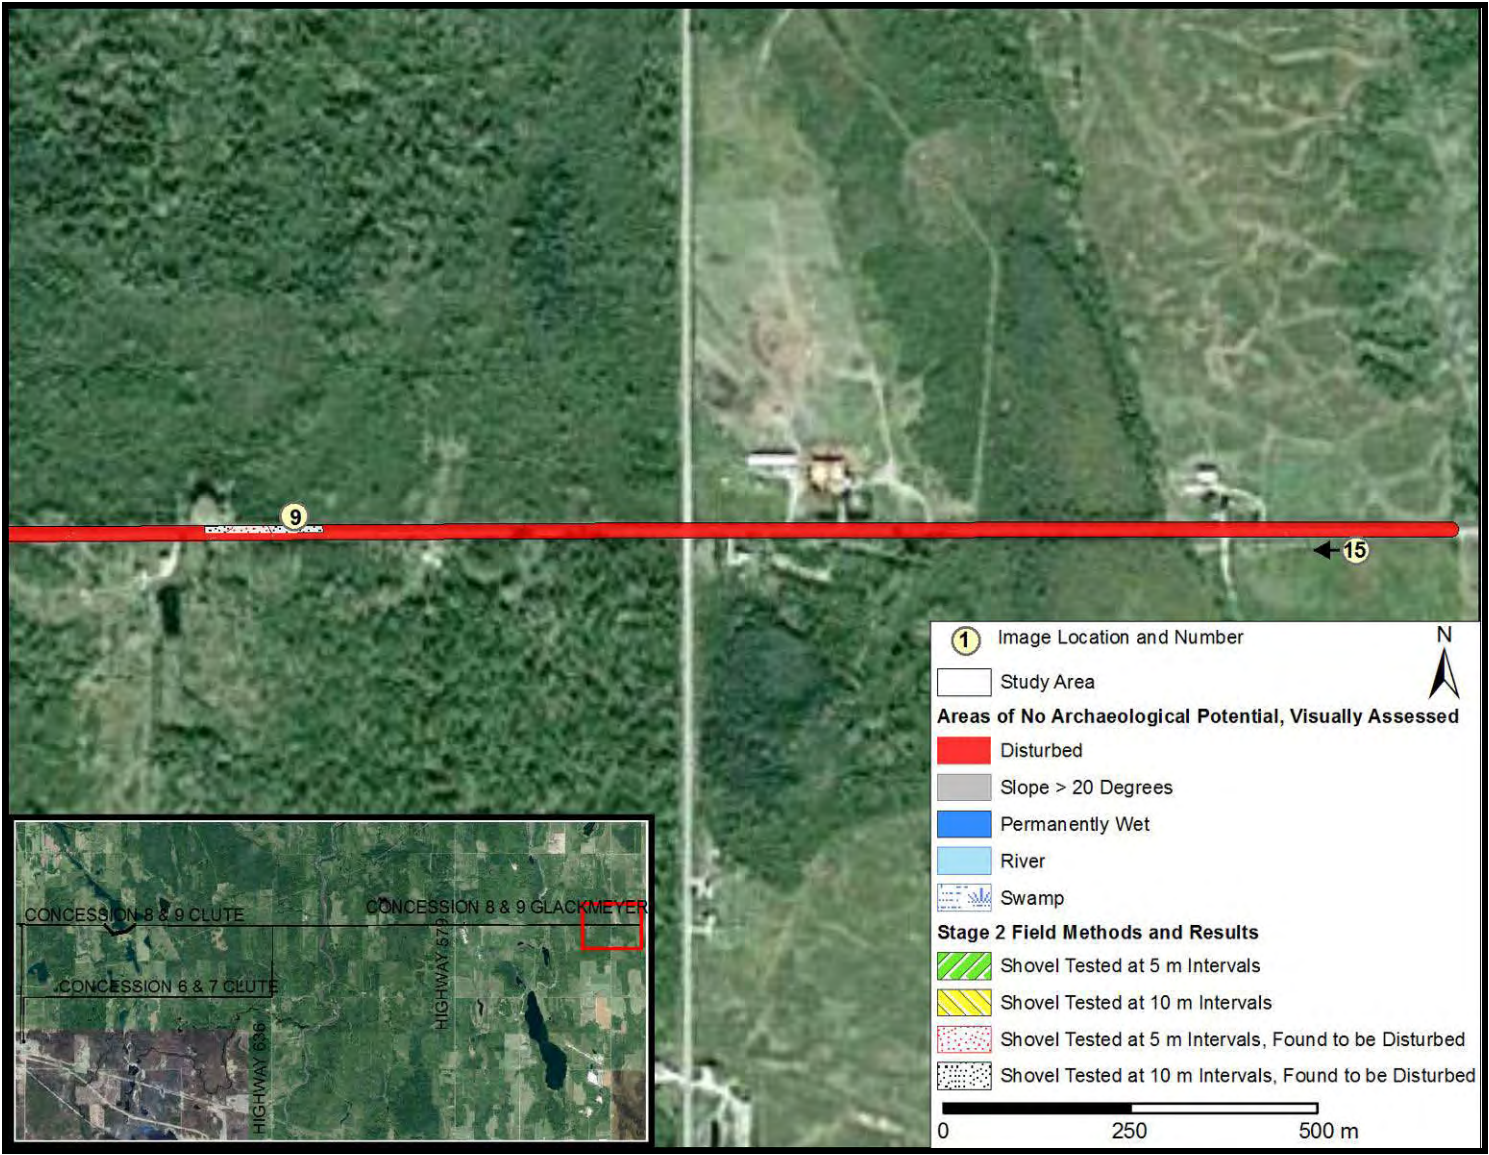 9
15
1 Image Location and Number
N
Study Area
Areas of No Archaeological Potential, Visually Assessed
Disturbed
Slope > 20 Degrees
Permanently Wet
River
Swamp
Stage 2 Field Methods and Results
Shovel Tested at 5 m Intervals
Shovel Tested at 10 m Intervals
Shovel Tested at 5 m Intervals, Found to be Disturbed
Shovel Tested at 10 m Intervals, Found to be Disturbed
0 250 500 m
CONCESSION 8 & 9 CLUTE
CONCESSION 8 & 9 GLACKMEYER
HIGHWAY 579
CONCESSION 6 & 7 CLUTE
HIGHWAY 636